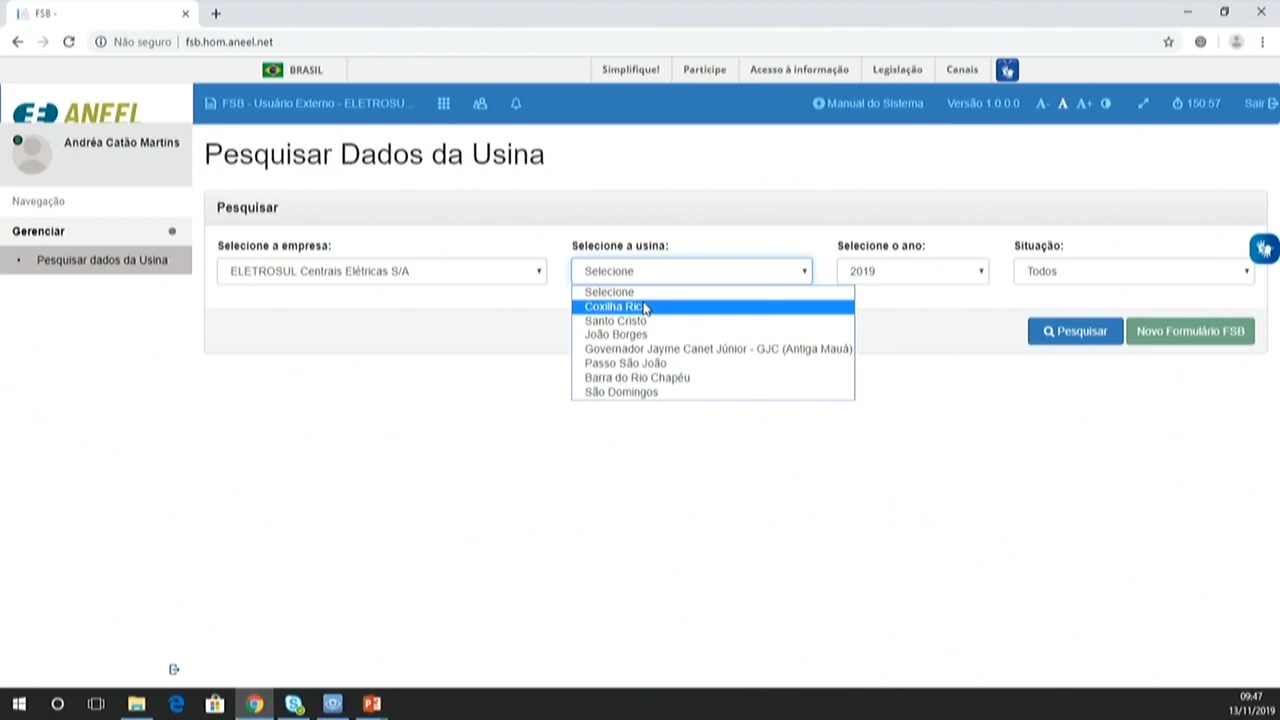 FSB -
Não seguro | fsb.hom.aneel.net
BRASIL
Simplifique!
Participe
Acesso à informação
Legislação
Canais
ANEEL
FSB - Usuário Externo - ELETROSU...
Manual do Sistema
Versão 1.0.0.0
A-
A
A+
150:57
Sair
Andréa Catão Martins
Pesquisar Dados da Usina
Navegação
Gerenciar
Pesquisar dados da Usina
Pesquisar
Selecione a empresa:
Selecione a usina:
Selecione o ano:
Situação:
ELETROSUL Centrais Elétricas S/A
Selecione
2019
Todos
Selecione
Coxilha Ric
Santo Cristo
João Borges
Governador Jayme Canet Júnior - GJC (Antiga Mauá)
Passo São João
Barra do Rio Chapéu
São Domingos
Pesquisar
Novo Formulário FSB
09:47
13/11/2019